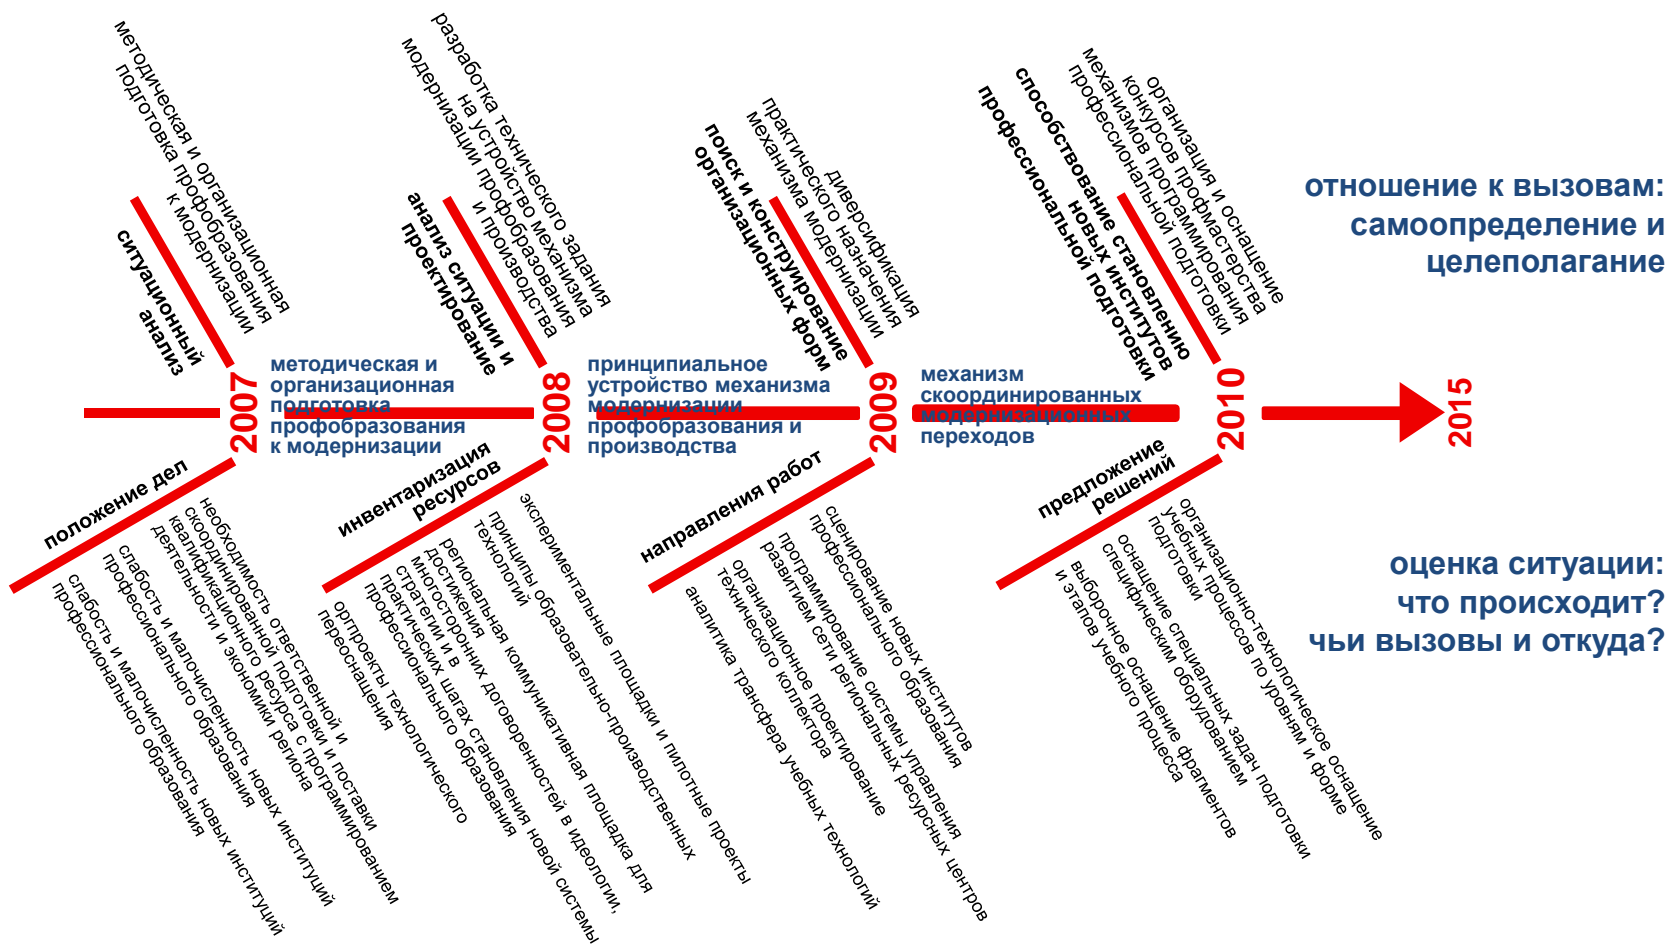 методическая и организационная
подготовка профобразования
к модернизации
ситуационный
анализ
разработка технического задания
на устройство механизма
модернизации профобразования
и производства
анализ ситуации и
проектирование
диверсификация
практического назначения
механизма модернизации
поиск и конструирование
организационных форм
организация и оснащение
конкурсов профмастерства
механизмов программирования
профессиональной подготовки
способствование становлению
новых институтов
профессиональной подготовки
отношение к вызовам:
самоопределение и
целеполагание
2007
методическая и
организационная
подготовка
профобразования
к модернизации
2008
принципиальное
устройство механизма
модернизации
профобразования и
производства
2009
механизм
скоординированных
модернизационных
переходов
2010
2015
положение дел
необходимость ответственной и
скоординированной подготовки и поставки
квалификационного ресурса с программированием
деятельности и экономики региона
слабость и малочисленность новых институций
профессионального образования
слабость и малочисленность новых институций
профессионального образования
инвентаризация
ресурсов
экспериментальные площадки и пилотные проекты
принципы образовательно-производственных
технологий
региональная коммуникативная площадка для
достижения
многосторонних договоренностей в идеологии,
стратегии и в
практических шагах становления новой системы
профессионального образования
оргпроекты технологического
переоснащения
направления работ
сценирование новых институтов
профессионального образования
программирование системы управления
развитием сети региональных ресурсных центров
организационное проектирование
технического коллектора
аналитика трансфера учебных технологий
предложение
решений
организационно-технологическое оснащение
учебных процессов по уровням и форме
подготовки
оснащение специальных задач подготовки
специфическим оборудованием
выборочное оснащение фрагментов
и этапов учебного процесса
оценка ситуации:
что происходит?
чьи вызовы и откуда?